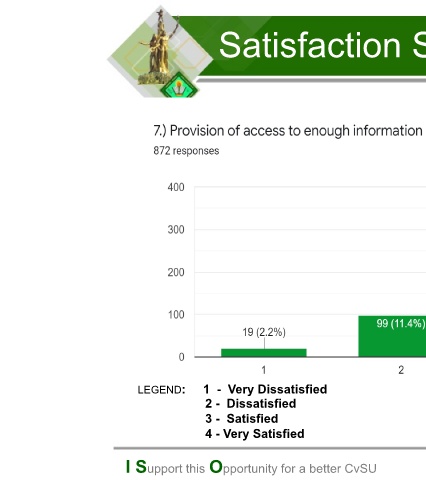 Satisfaction S
7.) Provision of access to enough information
872 responses
400
300
200
100
0
19 (2.2%)
99 (11.4%)
1
2
LEGEND: 1 - Very Dissatisfied
2 - Dissatisfied
3 - Satisfied
4 - Very Satisfied
I Support this Opportunity for a better CvSU